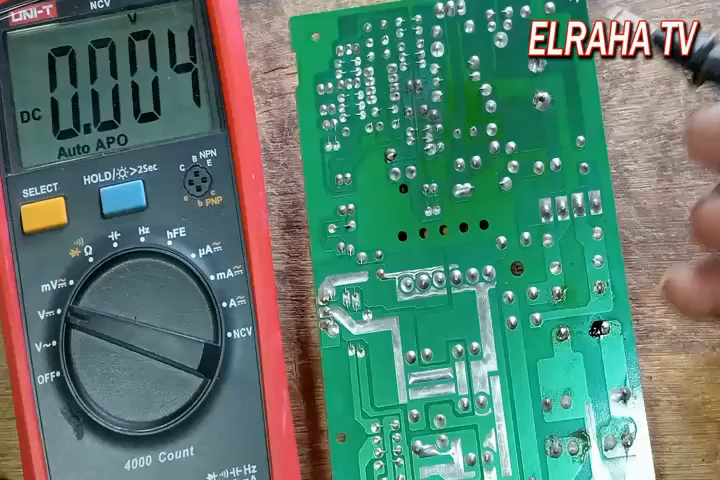 UNI-T
NCV
V
DC 0.004
Auto APO
ELRAHA TV
SELECT
HOLD/☼>2Sec
C B NPN E
e b c PNP
Ω
Hz
hFE
mV
μA
mA
V
A
V~
NCV
OFF
4000 Count
Hz